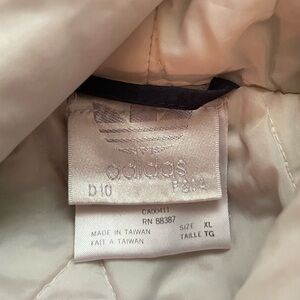 adidas
D 10
CA00411
RN 88387
MADE IN TAIWAN SIZE XL
FAIT A TAIWAN TAILLE TG